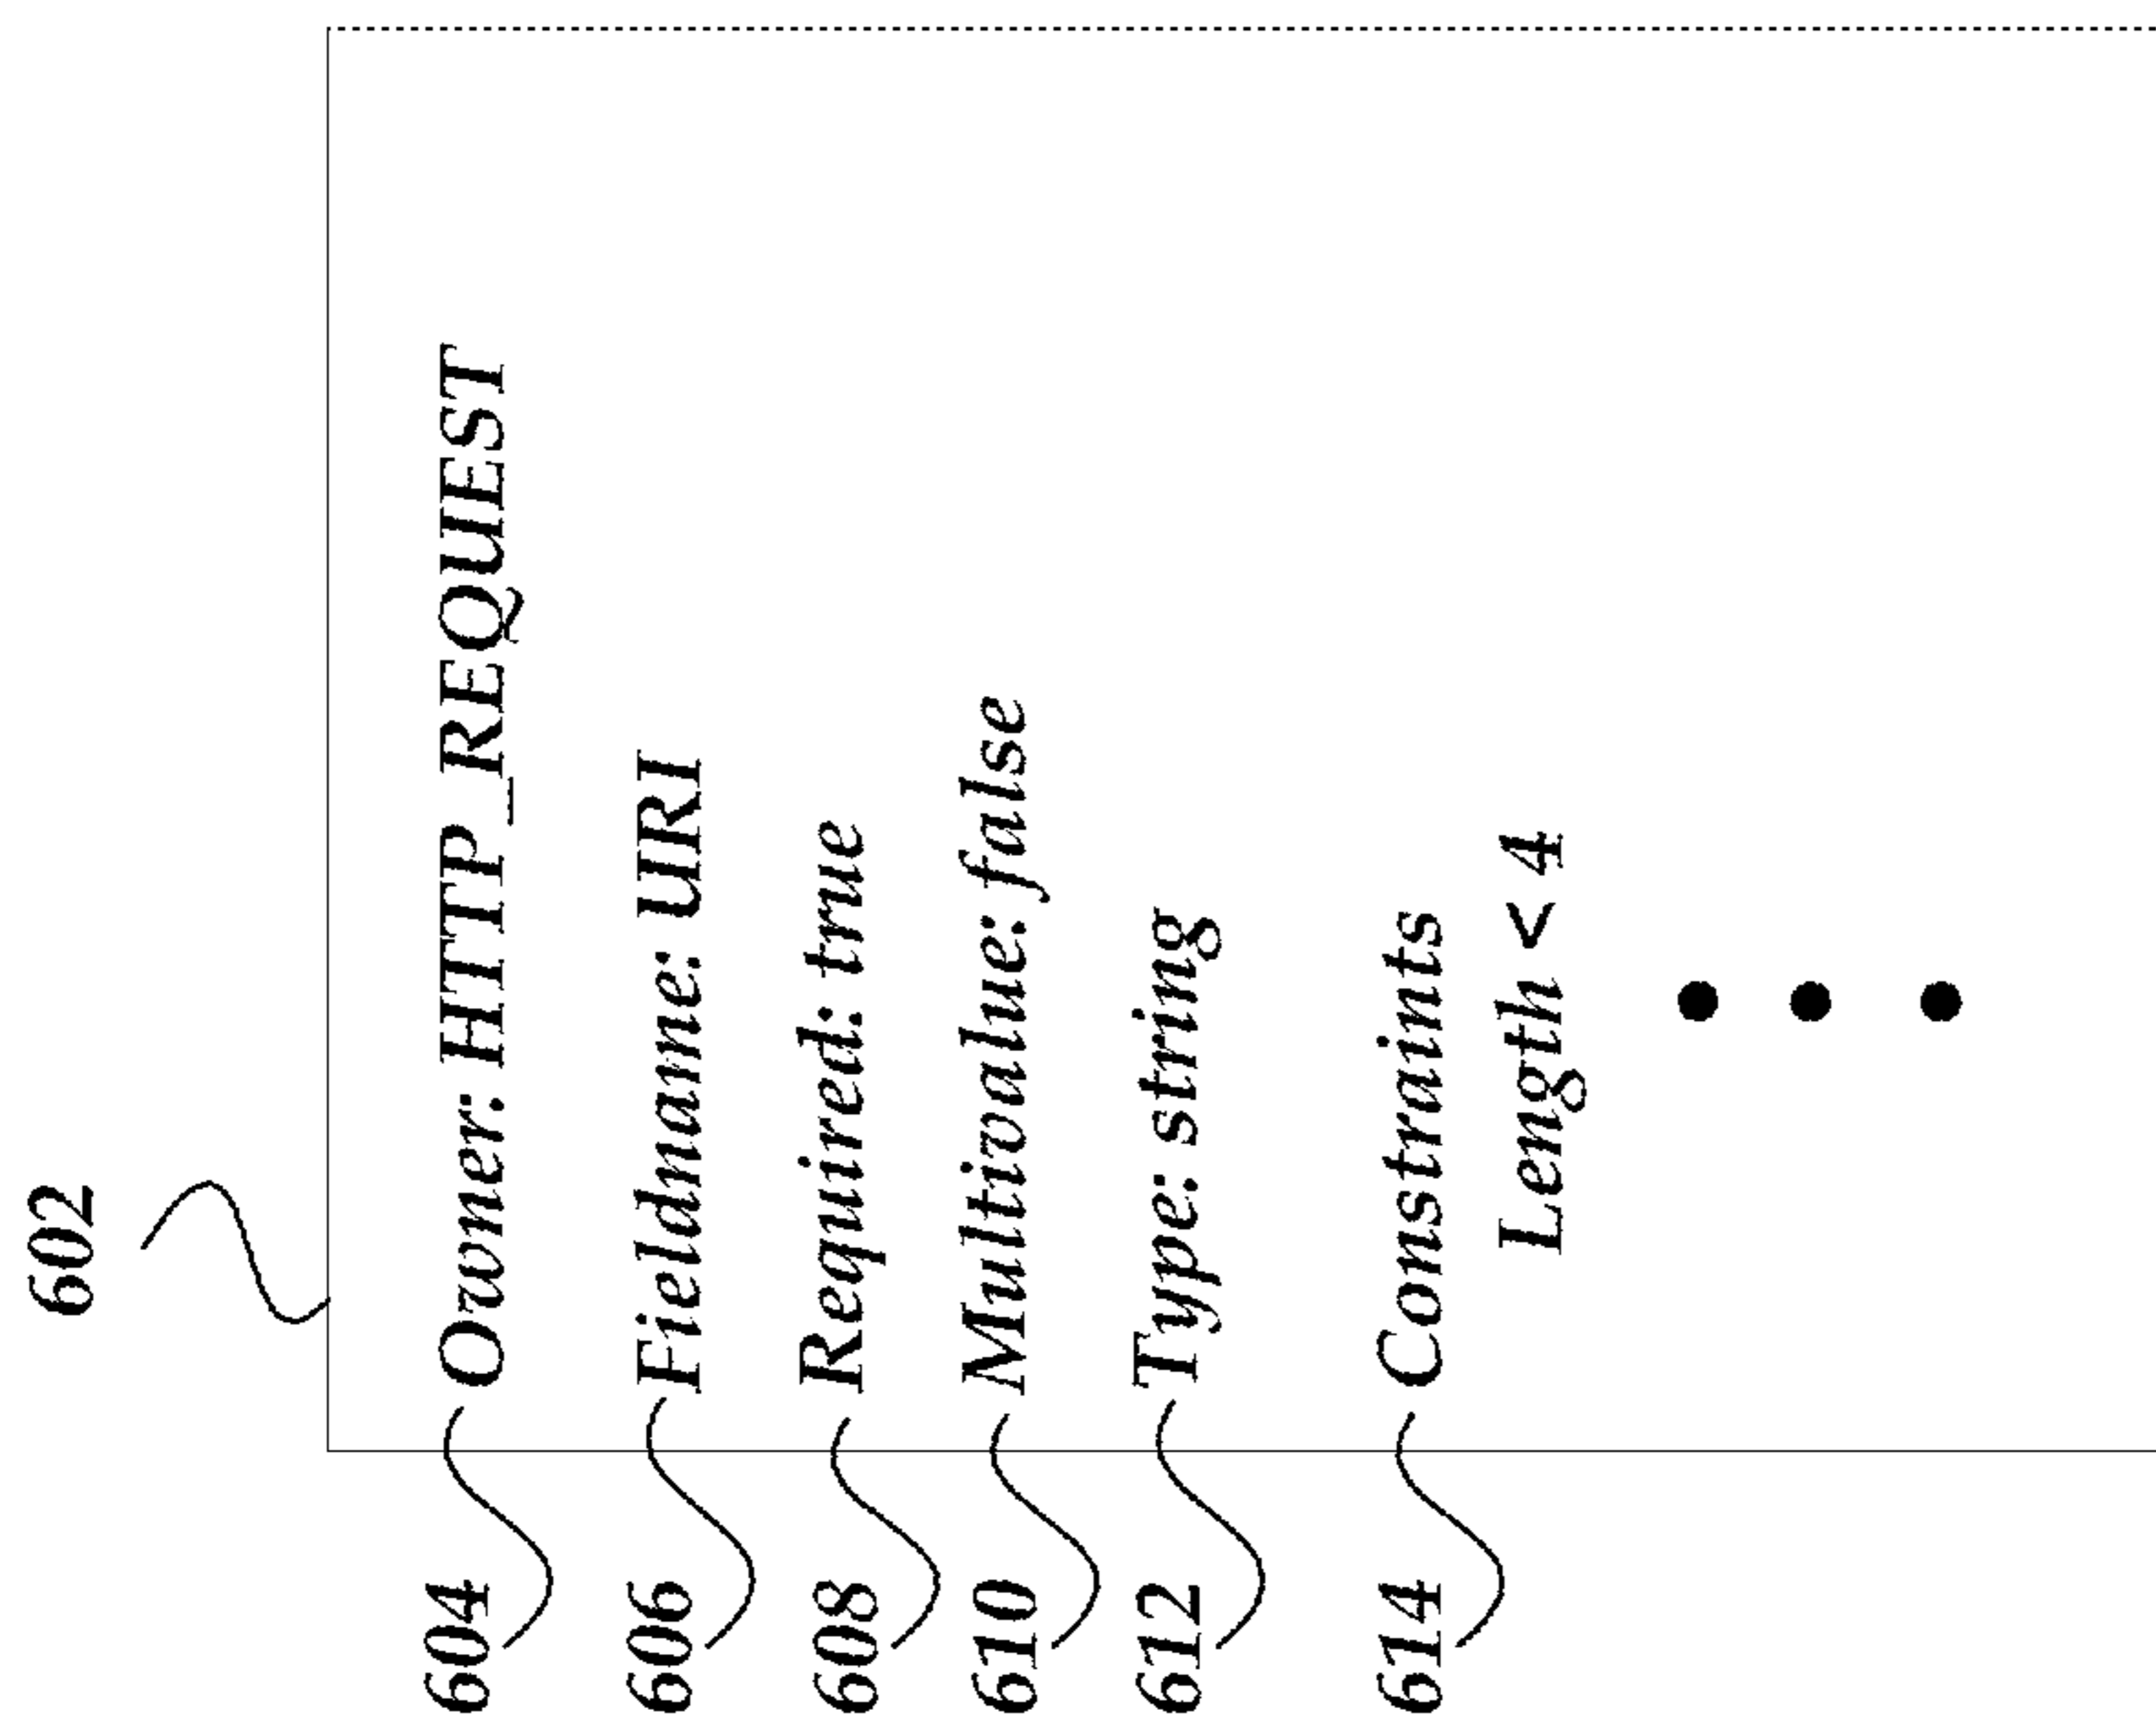 602
604 Owner: HTTP_REQUEST
606 Fieldname: URI
608 Required: true
610 Multivalue: false
612 Type: string
614 Constraints
Length < 4